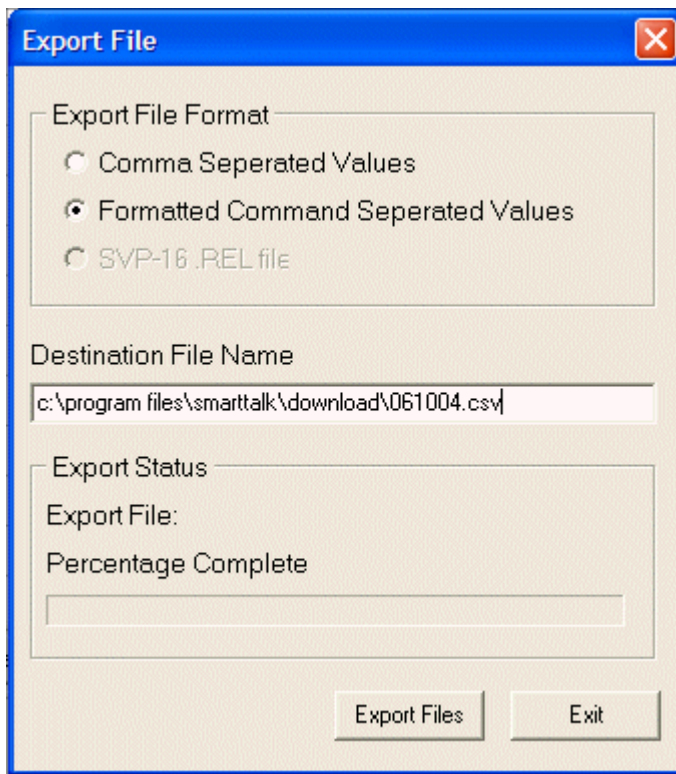 Export File
Export File Format
Comma Seperated Values
Formatted Command Seperated Values
SVP-16 .REL file
Destination File Name
c:\program files\smarttalk\download\061004.csv
Export Status
Export File:
Percentage Complete
Export Files
Exit